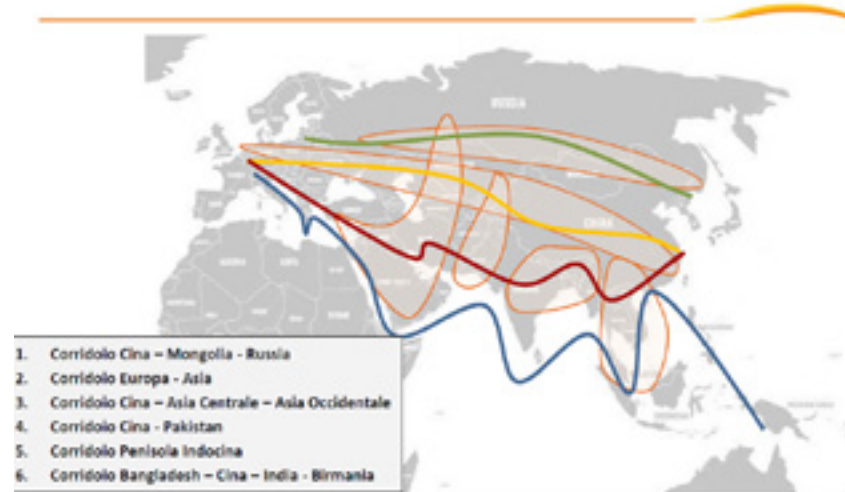 RUSSIA
CHINA
1. Corridoio Cina – Mongolia - Russia
2. Corridoio Europa - Asia
3. Corridoio Cina – Asia Centrale – Asia Occidentale
4. Corridoio Cina - Pakistan
5. Corridoio Penisola Indocina
6. Corridoio Bangladesh – Cina – India - Birmania